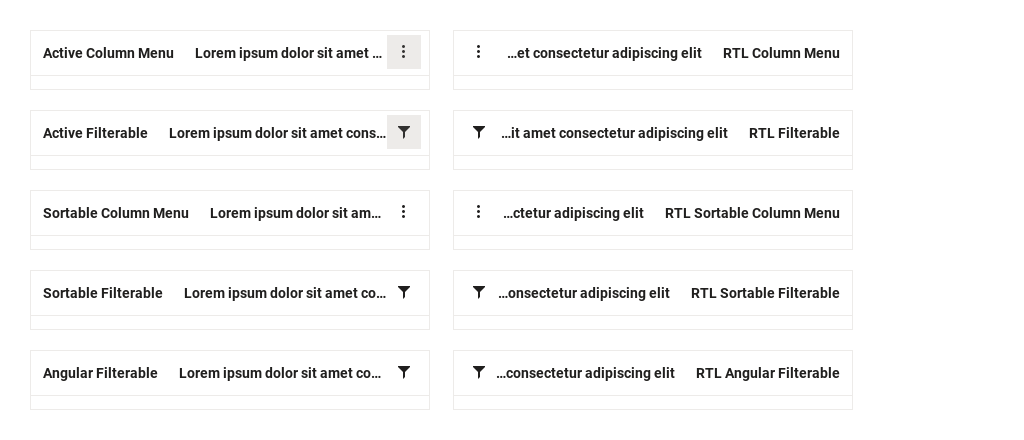 Active Column Menu Lorem ipsum dolor sit amet ...
...et consectetur adipiscing elit RTL Column Menu
Active Filterable Lorem ipsum dolor sit amet cons...
...it amet consectetur adipiscing elit RTL Filterable
Sortable Column Menu Lorem ipsum dolor sit am...
...ctetur adipiscing elit RTL Sortable Column Menu
Sortable Filterable Lorem ipsum dolor sit amet co...
...onsectetur adipiscing elit RTL Sortable Filterable
Angular Filterable Lorem ipsum dolor sit amet co...
...consectetur adipiscing elit RTL Angular Filterable